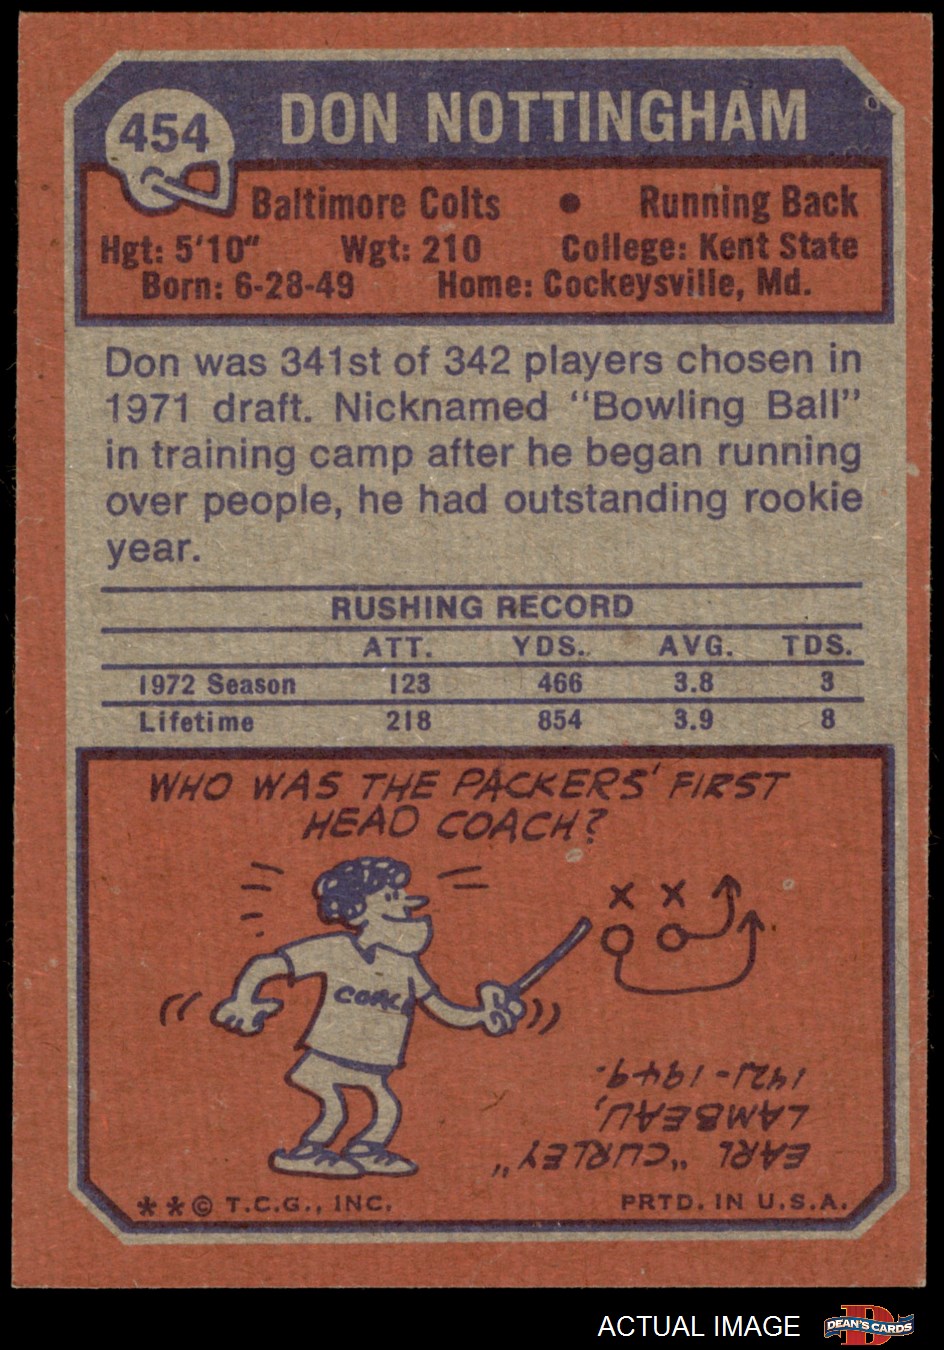 454
DON NOTTINGHAM
Baltimore Colts • Running Back
Hgt: 5'10" Wgt: 210 College: Kent State
Born: 6-28-49 Home: Cockeysville, Md.
Don was 341st of 342 players chosen in
1971 draft. Nicknamed "Bowling Ball"
in training camp after he began running
over people, he had outstanding rookie
year.
RUSHING RECORD
ATT. YDS. AVG. TDS.
1972 Season 123 466 3.8 3
Lifetime 218 854 3.9 8
WHO WAS THE PACKERS' FIRST
HEAD COACH?
X X
COACH
EARL "CURLEY"
LAMBEAU,
1921-1949.
** © T.C.G., INC. PRTD. IN U.S.A.
ACTUAL IMAGE
D
DEAN'S CARDS